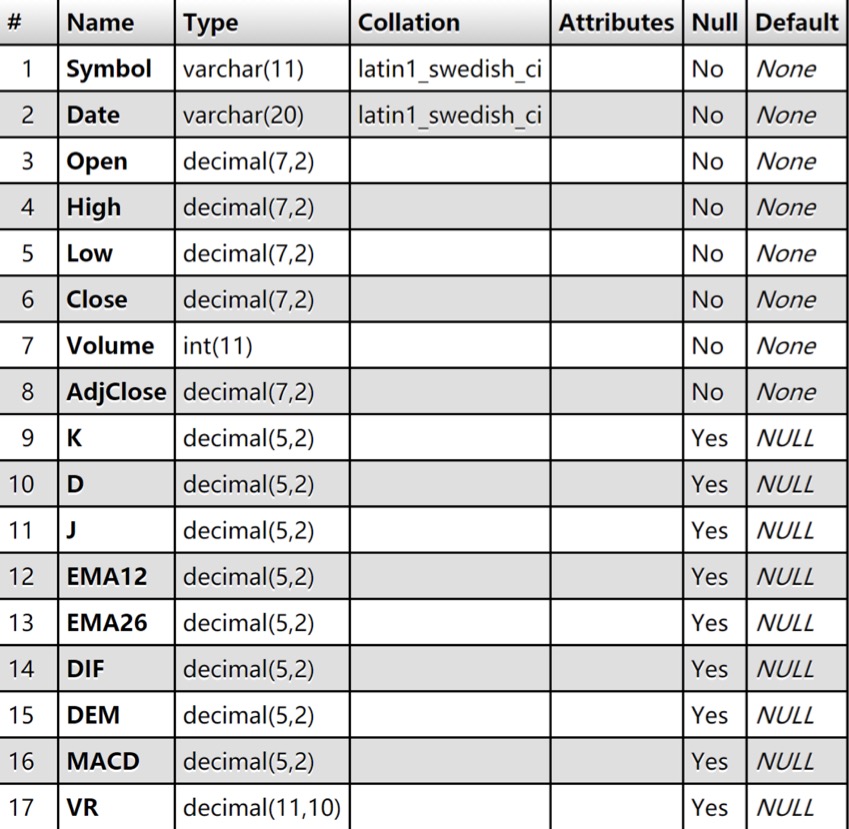 # Name Type Collation Attributes Null Default
1 Symbol varchar(11) latin1_swedish_ci No None
2 Date varchar(20) latin1_swedish_ci No None
3 Open decimal(7,2) No None
4 High decimal(7,2) No None
5 Low decimal(7,2) No None
6 Close decimal(7,2) No None
7 Volume int(11) No None
8 AdjClose decimal(7,2) No None
9 K decimal(5,2) Yes NULL
10 D decimal(5,2) Yes NULL
11 J decimal(5,2) Yes NULL
12 EMA12 decimal(5,2) Yes NULL
13 EMA26 decimal(5,2) Yes NULL
14 DIF decimal(5,2) Yes NULL
15 DEM decimal(5,2) Yes NULL
16 MACD decimal(5,2) Yes NULL
17 VR decimal(11,10) Yes NULL